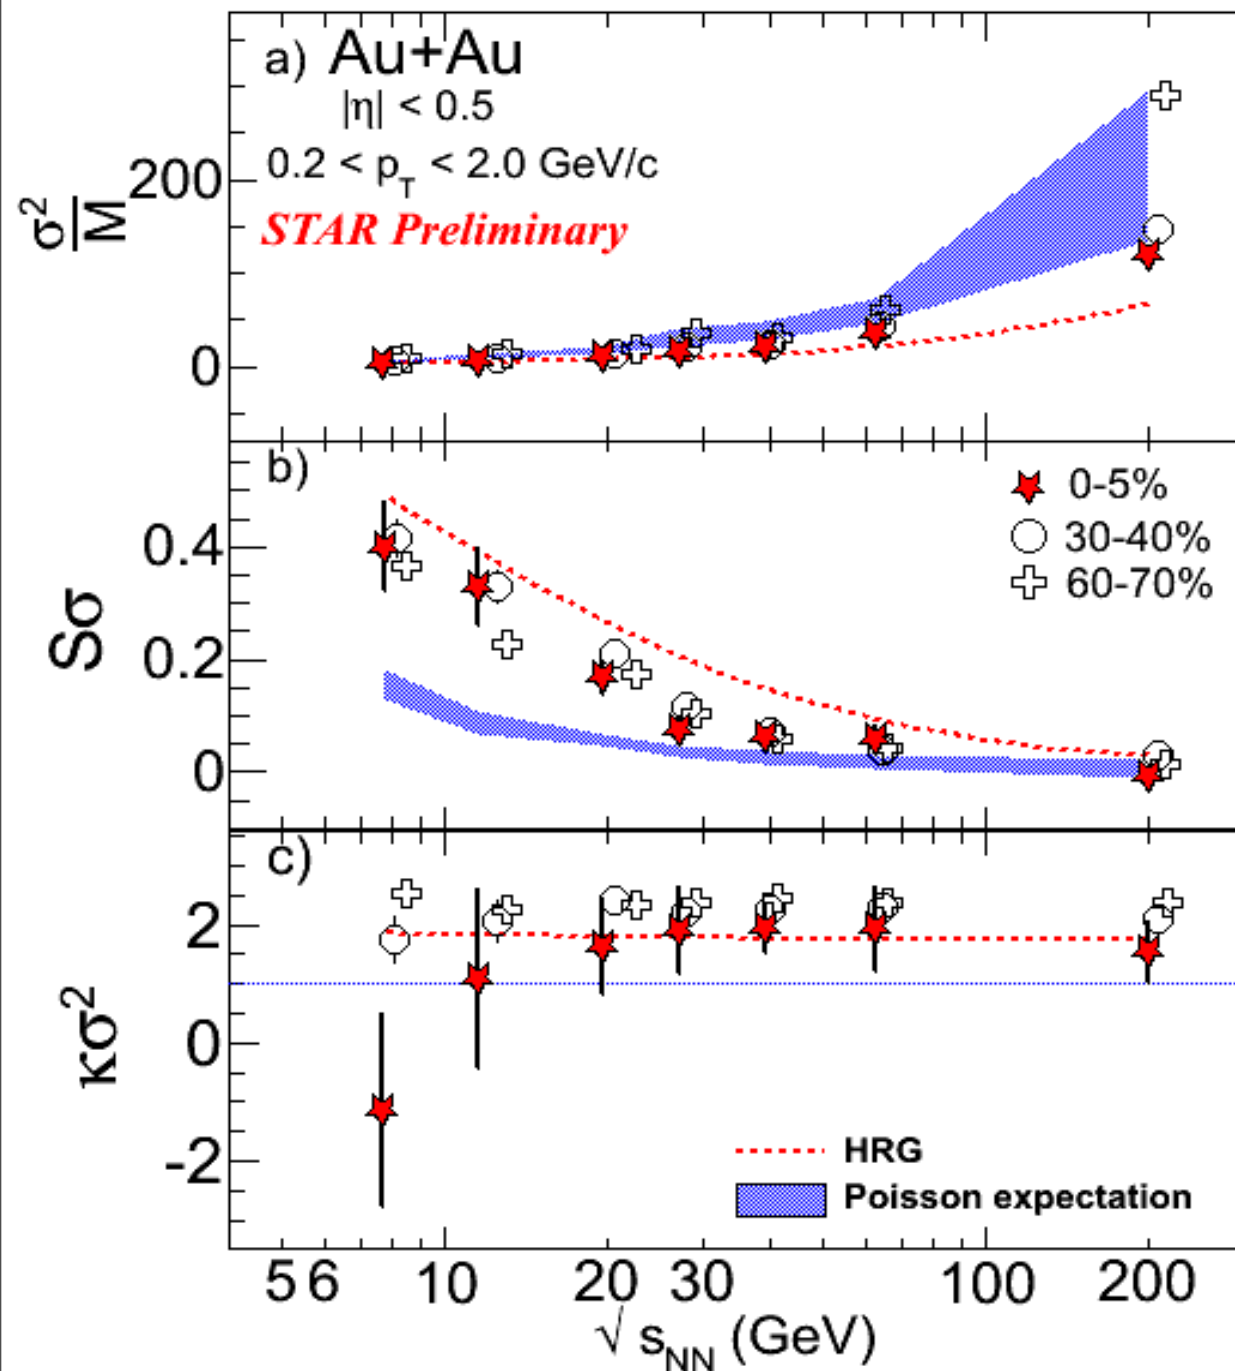 a) Au+Au
|η| < 0.5
0.2 < p_T < 2.0 GeV/c
STAR Preliminary
σ²/M
200
0
b)
0-5%
30-40%
60-70%
Sσ
0.4
0.2
0
c)
κσ²
2
0
-2
HRG
Poisson expectation
5 6 10 20 30 100 200
√s_NN (GeV)